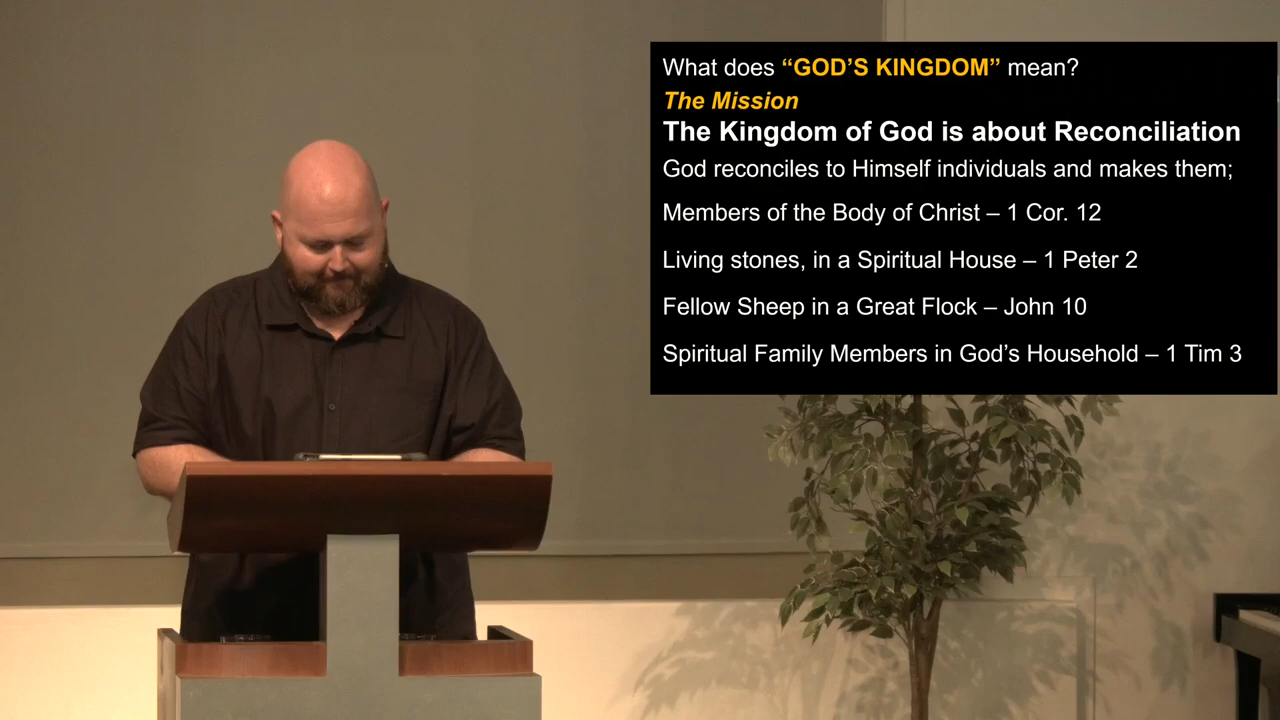 What does “GOD’S KINGDOM” mean?
The Mission
The Kingdom of God is about Reconciliation
God reconciles to Himself individuals and makes them;
Members of the Body of Christ – 1 Cor. 12
Living stones, in a Spiritual House – 1 Peter 2
Fellow Sheep in a Great Flock – John 10
Spiritual Family Members in God’s Household – 1 Tim 3